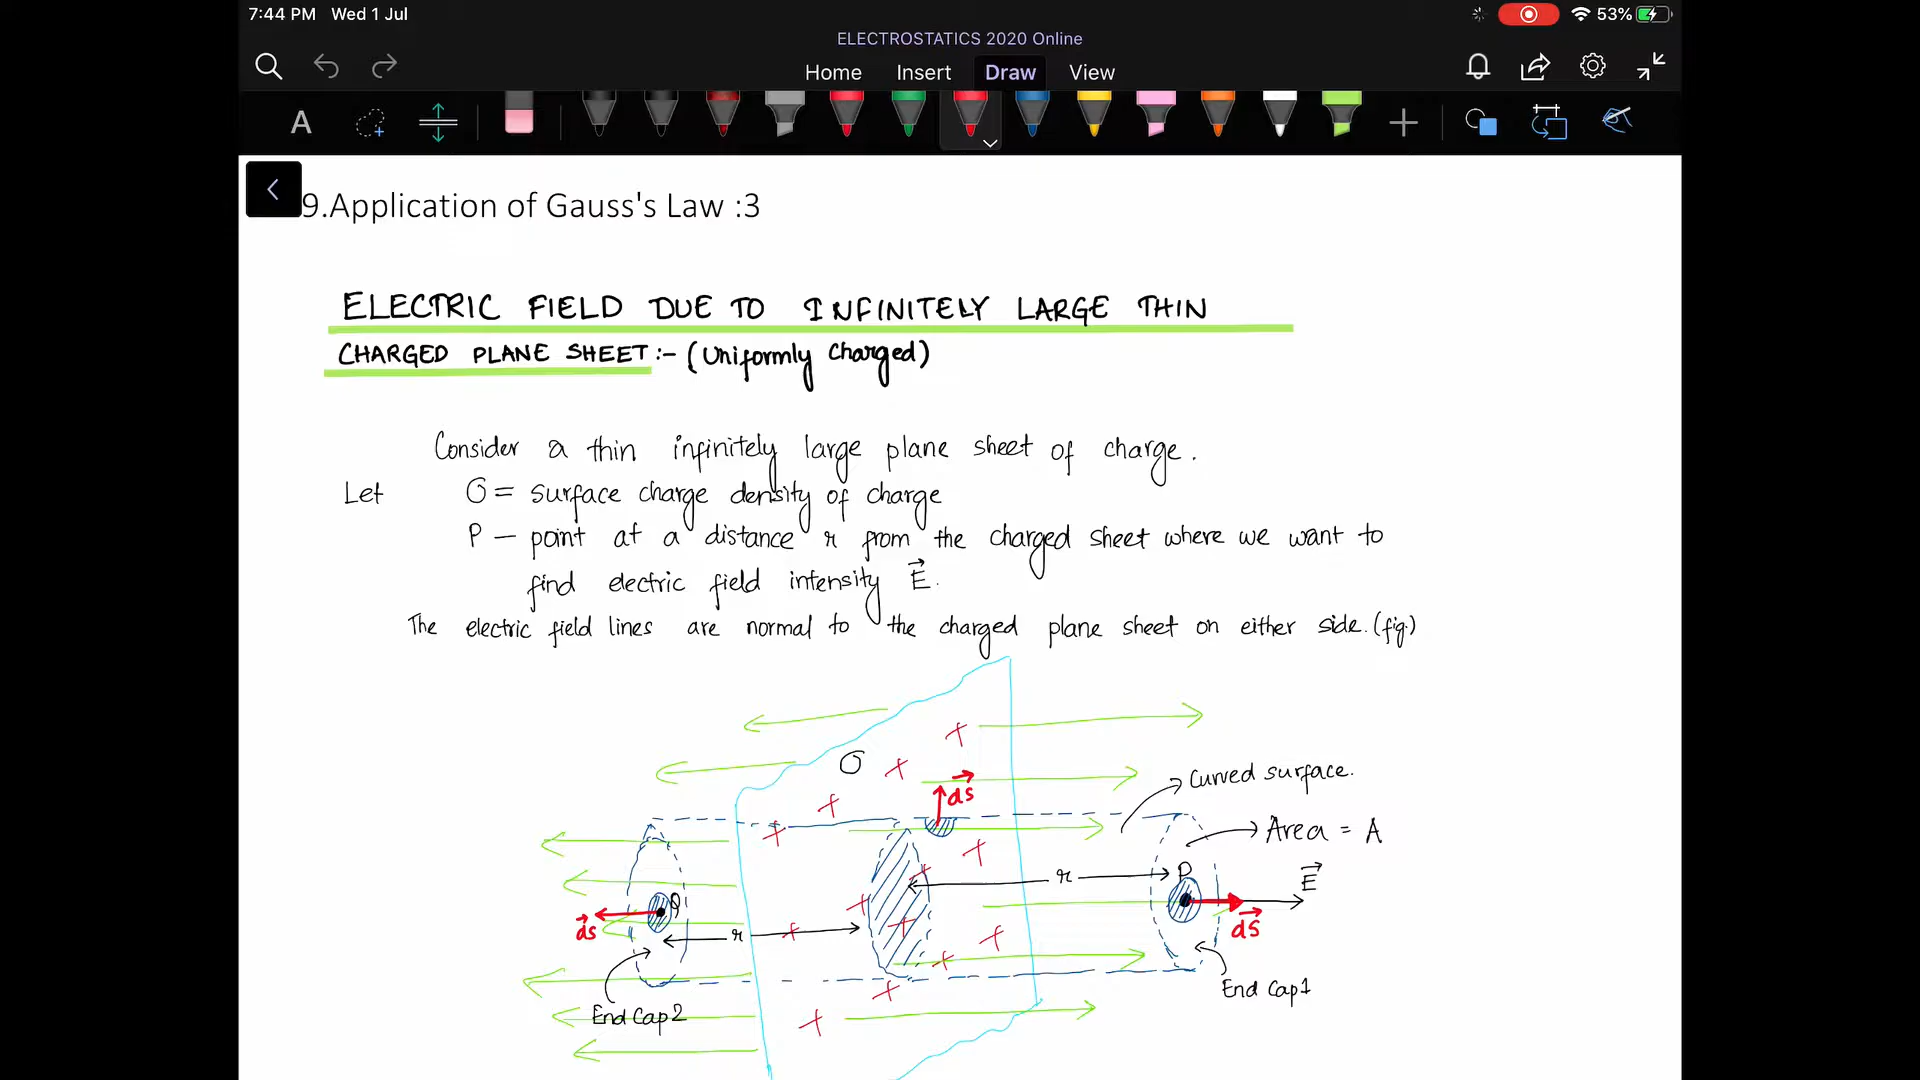 7:44 PM Wed 1 Jul
53%
ELECTROSTATICS 2020 Online
Home Insert Draw View
A
9.Application of Gauss's Law :3
ELECTRIC FIELD DUE TO INFINITELY LARGE THIN
CHARGED PLANE SHEET :- (Uniformly Charged)
Consider a thin infinitely large plane sheet of charge.
Let σ = surface charge density of charge
P — point at a distance r from the charged sheet where we want to
find electric field intensity E⃗.
The electric field lines are normal to the charged plane sheet on either side. (fig.)
σ
dS⃗
Curved surface.
Area = A
r
P
E⃗
dS⃗
dS⃗
Q
r
End Cap 2
End Cap 1